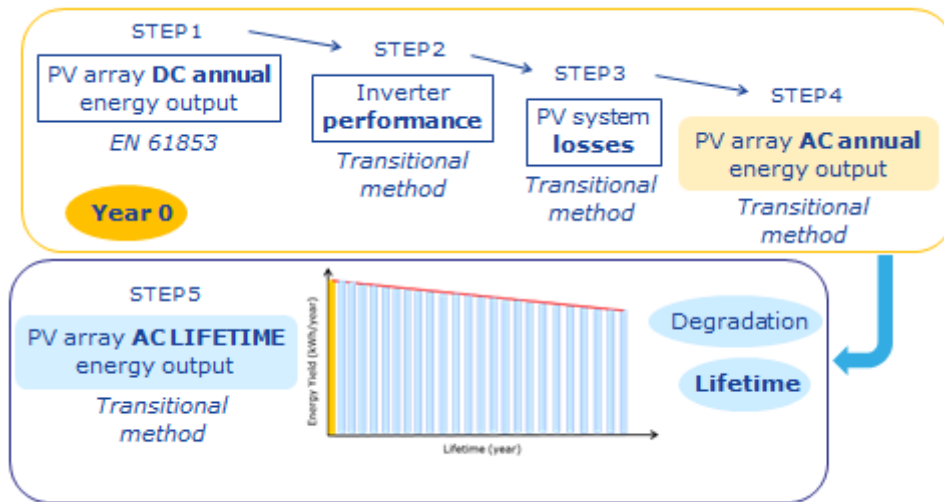 STEP1
PV array DC annual
energy output
EN 61853
STEP2
Inverter
performance
Transitional
method
STEP3
PV system
losses
Transitional
method
STEP4
PV array AC annual
energy output
Transitional
method
Year 0
STEP5
PV array AC LIFETIME
energy output
Transitional
method
Energy Yield (kWh/year)
Lifetime (year)
Degradation
Lifetime